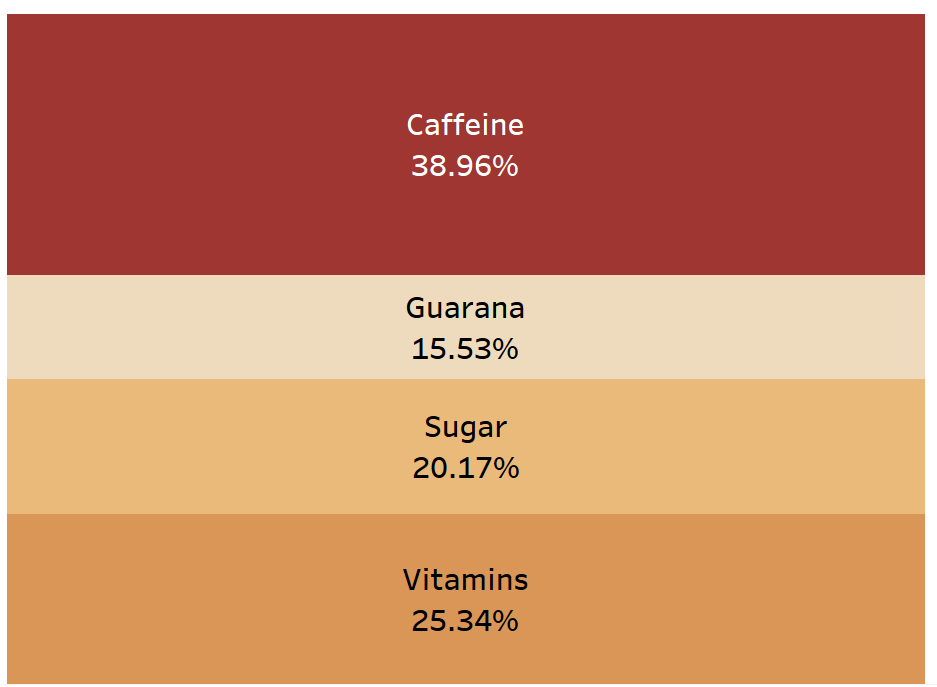 Caffeine
38.96%
Guarana
15.53%
Sugar
20.17%
Vitamins
25.34%